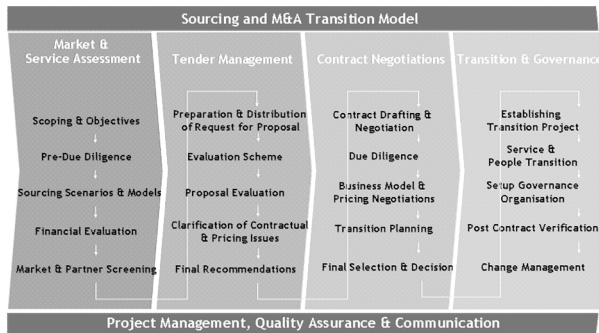 Sourcing and M&A Transition Model
Market &
Service Assessment
Scoping & Objectives
Pre-Due Diligence
Sourcing Scenarios & Models
Financial Evaluation
Market & Partner Screening
Tender Management
Preparation & Distribution
of Request for Proposal
Evaluation Scheme
Proposal Evaluation
Clarification of Contractual
& Pricing Issues
Final Recommendations
Contract Negotiations
Contract Drafting &
Negotiation
Due Diligence
Business Model &
Pricing Negotiations
Transition Planning
Final Selection & Decision
Transition & Governance
Establishing
Transition Project
Service &
People Transition
Setup Governance
Organisation
Post Contract Verification
Change Management
Project Management, Quality Assurance & Communication